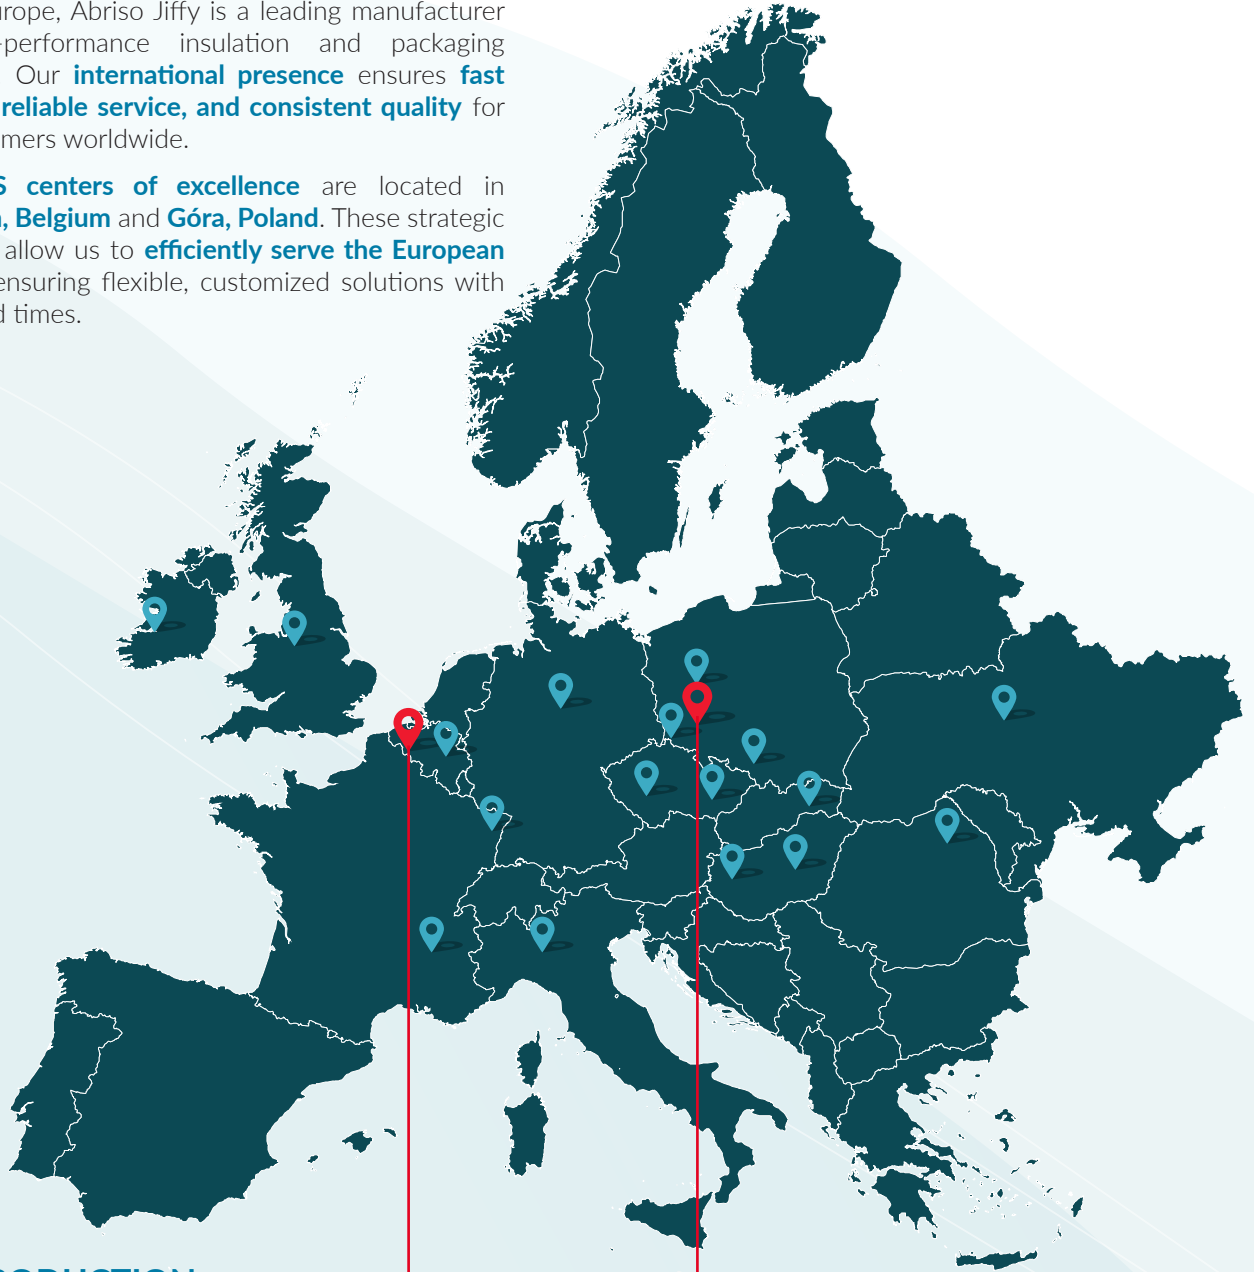 urope, Abriso Jiffy is a leading manufacturer
-performance insulation and packaging
Our international presence ensures fast
reliable service, and consistent quality for
mers worldwide.
S centers of excellence are located in
, Belgium and Góra, Poland. These strategic
allow us to efficiently serve the European
ensuring flexible, customized solutions with
d times.
RODUCTION